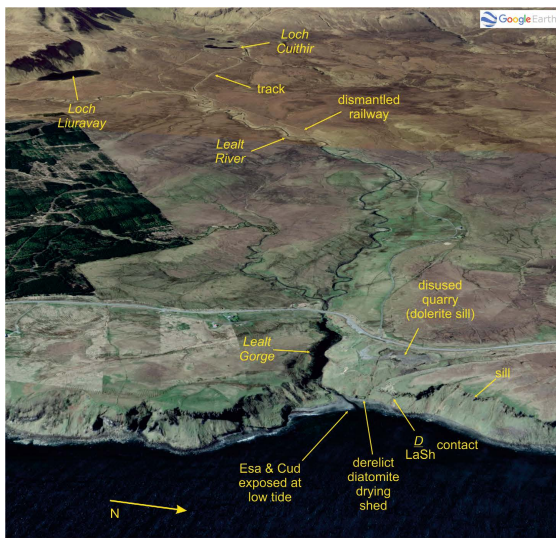 Google Earth
Loch
Cuithir
track
Loch
Liuravay
dismantled
railway
Lealt
River
disused
quarry
(dolerite sill)
Lealt
Gorge
sill
D
LaSh
contact
Esa & Cud
exposed at
low tide
derelict
diatomite
drying
shed
N